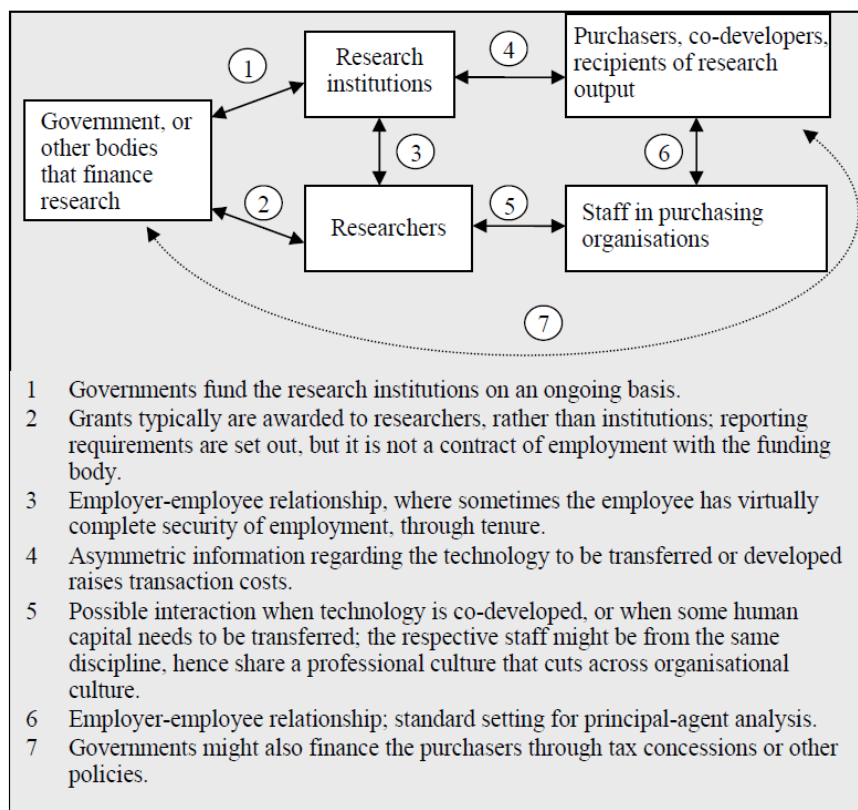 Government, or
other bodies
that finance
research
1
2
Research
institutions
3
Researchers
4
5
Purchasers, co-developers,
recipients of research
output
6
Staff in purchasing
organisations
7
1 Governments fund the research institutions on an ongoing basis.
2 Grants typically are awarded to researchers, rather than institutions; reporting
requirements are set out, but it is not a contract of employment with the funding
body.
3 Employer-employee relationship, where sometimes the employee has virtually
complete security of employment, through tenure.
4 Asymmetric information regarding the technology to be transferred or developed
raises transaction costs.
5 Possible interaction when technology is co-developed, or when some human
capital needs to be transferred; the respective staff might be from the same
discipline, hence share a professional culture that cuts across organisational
culture.
6 Employer-employee relationship; standard setting for principal-agent analysis.
7 Governments might also finance the purchasers through tax concessions or other
policies.